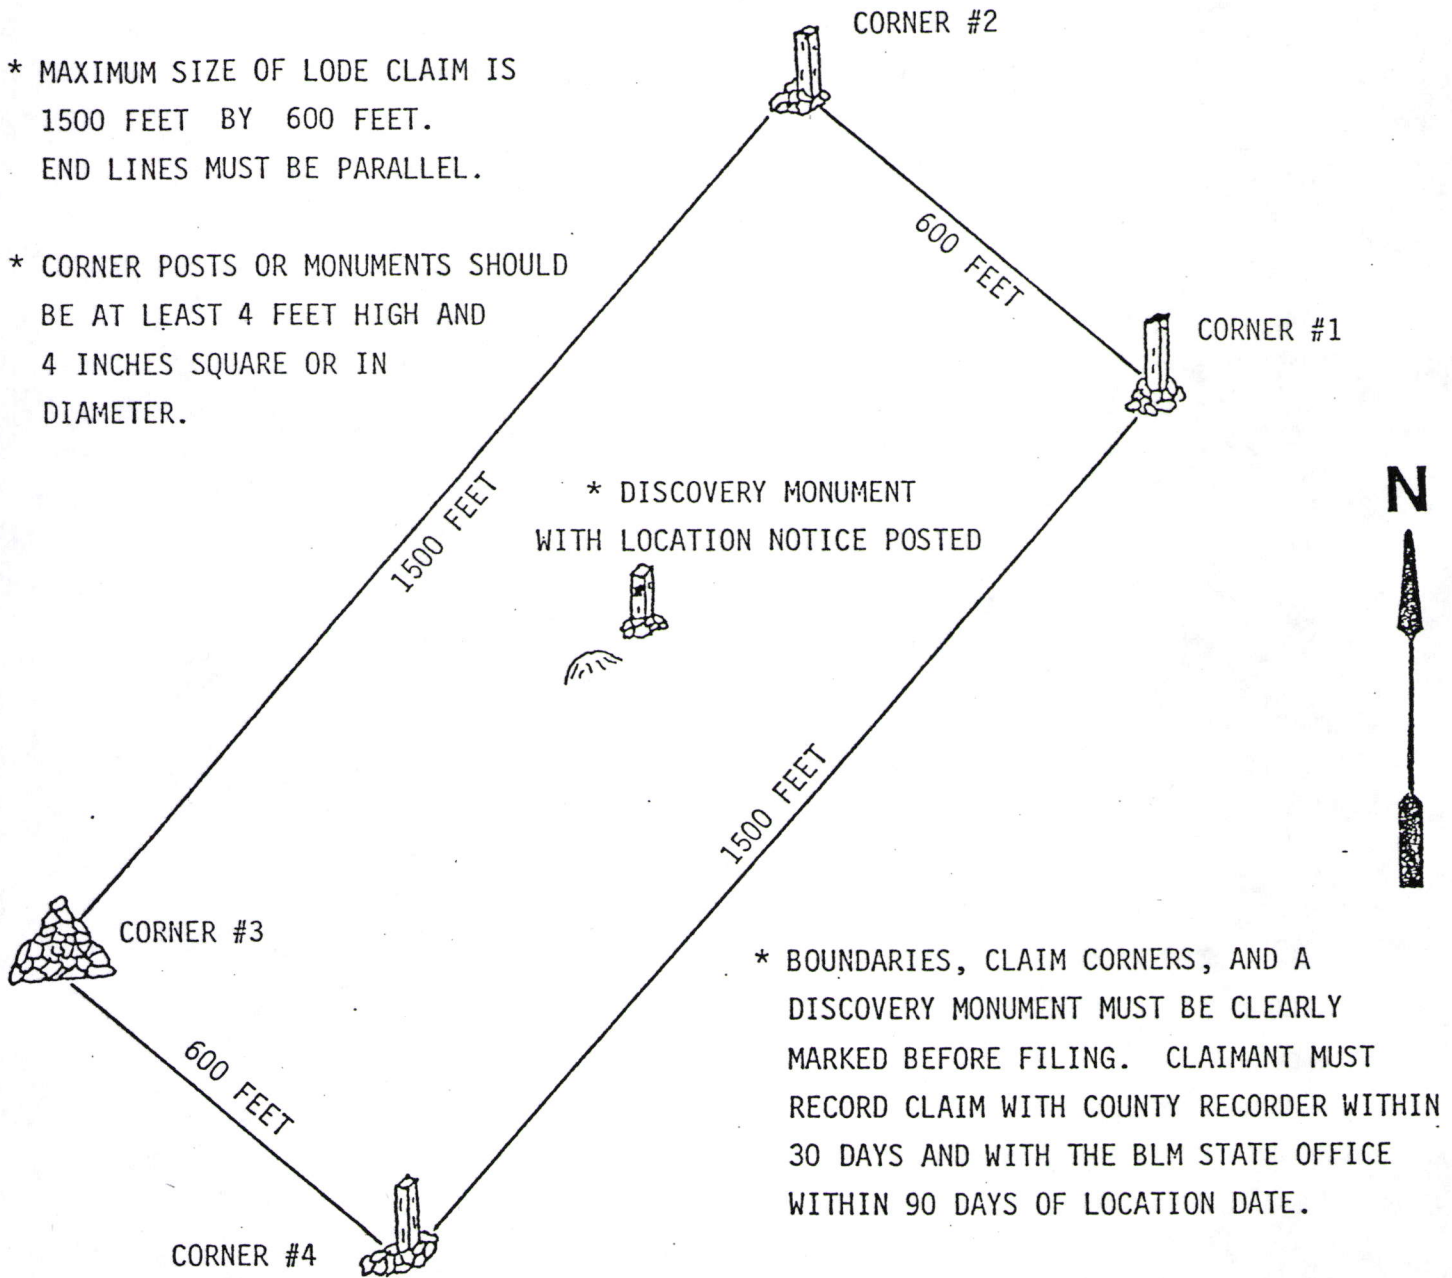 CORNER #2
* MAXIMUM SIZE OF LODE CLAIM IS
1500 FEET BY 600 FEET.
END LINES MUST BE PARALLEL.
600 FEET
* CORNER POSTS OR MONUMENTS SHOULD
BE AT LEAST 4 FEET HIGH AND
4 INCHES SQUARE OR IN
DIAMETER.
CORNER #1
1500 FEET
* DISCOVERY MONUMENT
WITH LOCATION NOTICE POSTED
N
1500 FEET
CORNER #3
600 FEET
* BOUNDARIES, CLAIM CORNERS, AND A
DISCOVERY MONUMENT MUST BE CLEARLY
MARKED BEFORE FILING. CLAIMANT MUST
RECORD CLAIM WITH COUNTY RECORDER WITHIN
30 DAYS AND WITH THE BLM STATE OFFICE
WITHIN 90 DAYS OF LOCATION DATE.
CORNER #4